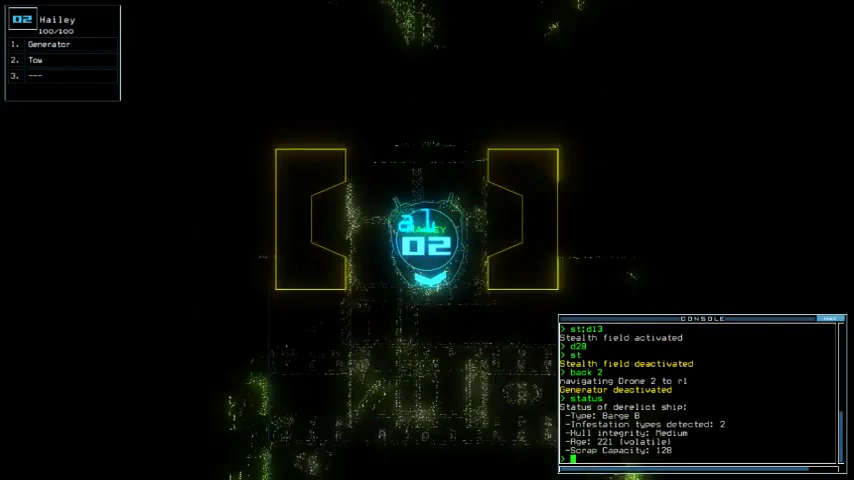 02 Hailey
100/100
1. Generator
2. Tow
3. ---
a1
02
CONSOLE
> st;d13
Stealth field activated
> d28
> st
Stealth field deactivated
> back 2
navigating Drone 2 to r1
Generator deactivated
> status
Status of derelict ship:
-Type: Barge B
-Infestation types detected: 2
-Hull integrity: Medium
-Age: 221 (volatile)
-Scrap Capacity: 128
>